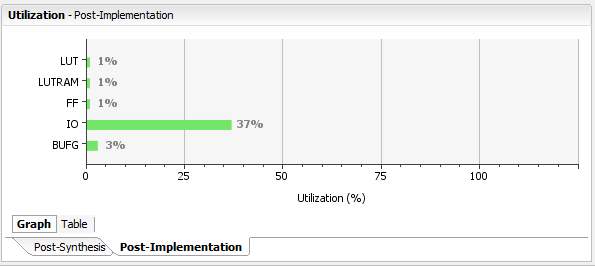 Utilization - Post-Implementation
LUT 1%
LUTRAM 1%
FF 1%
IO 37%
BUFG 3%
0 25 50 75 100
Utilization (%)
Graph Table
Post-Synthesis Post-Implementation